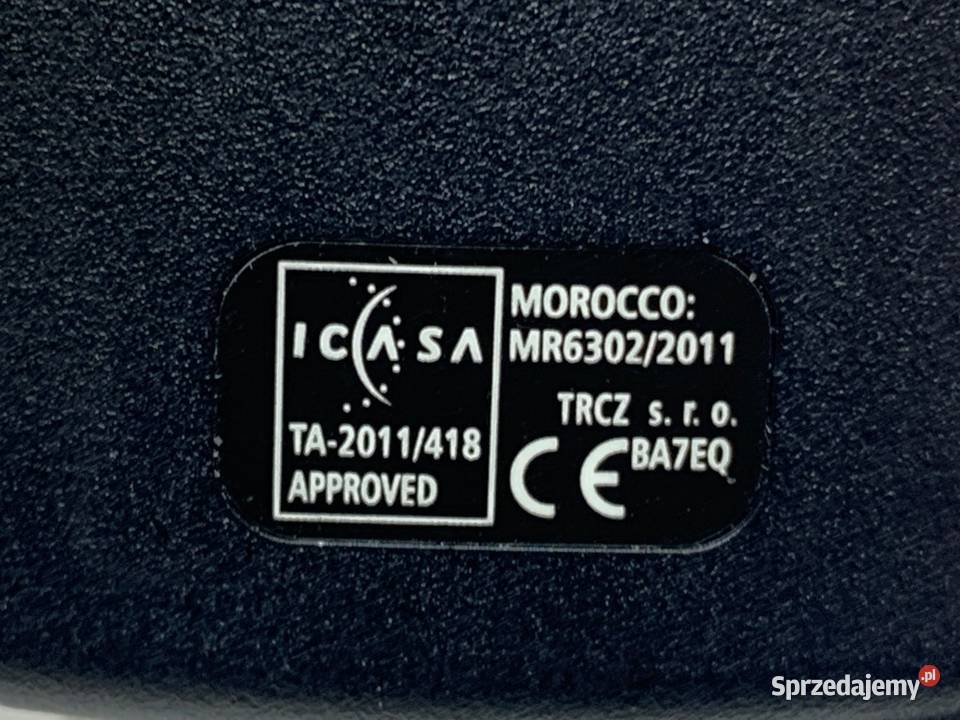 ICASA
TA-2011/418
APPROVED
MOROCCO:
MR6302/2011
TRCZ s. r. o.
CE BA7EQ
Sprzedajemy.pl